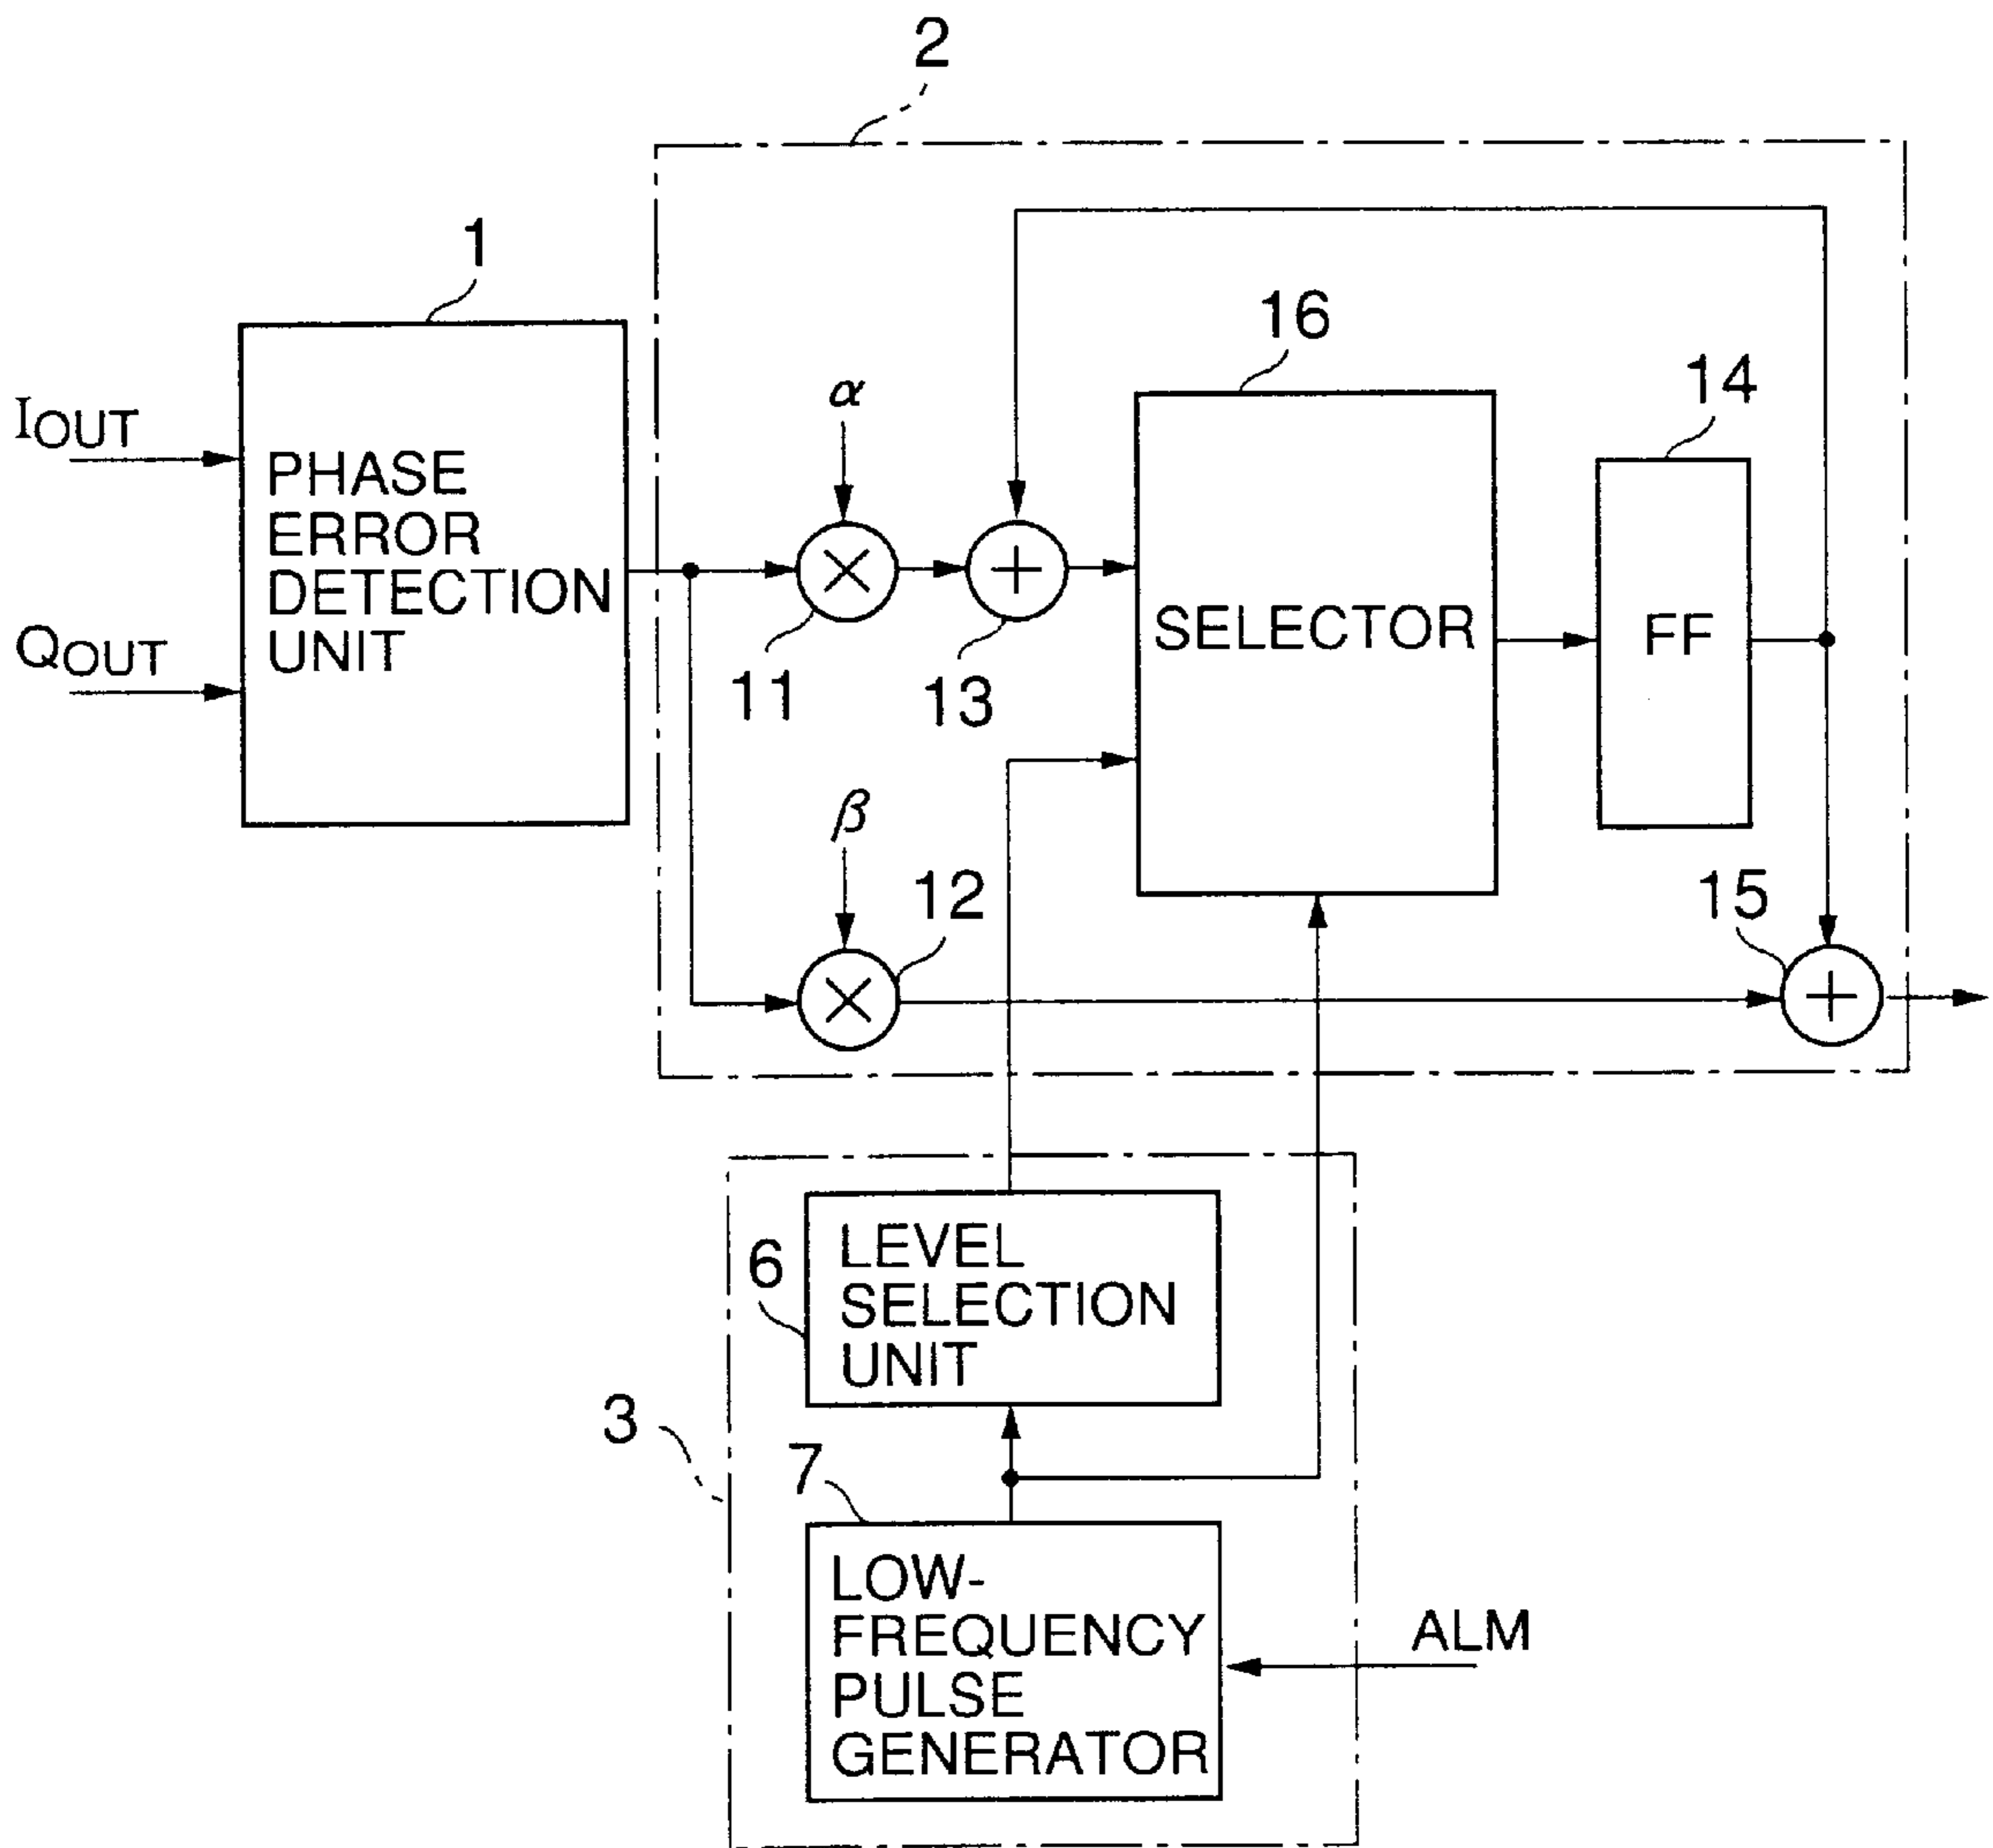 2
1
16
14
α
IOUT
PHASE
ERROR
DETECTION
UNIT
QOUT
SELECTOR
FF
11
13
β
12
15
LEVEL
SELECTION
UNIT
6
3
7
LOW-
FREQUENCY
PULSE
GENERATOR
ALM